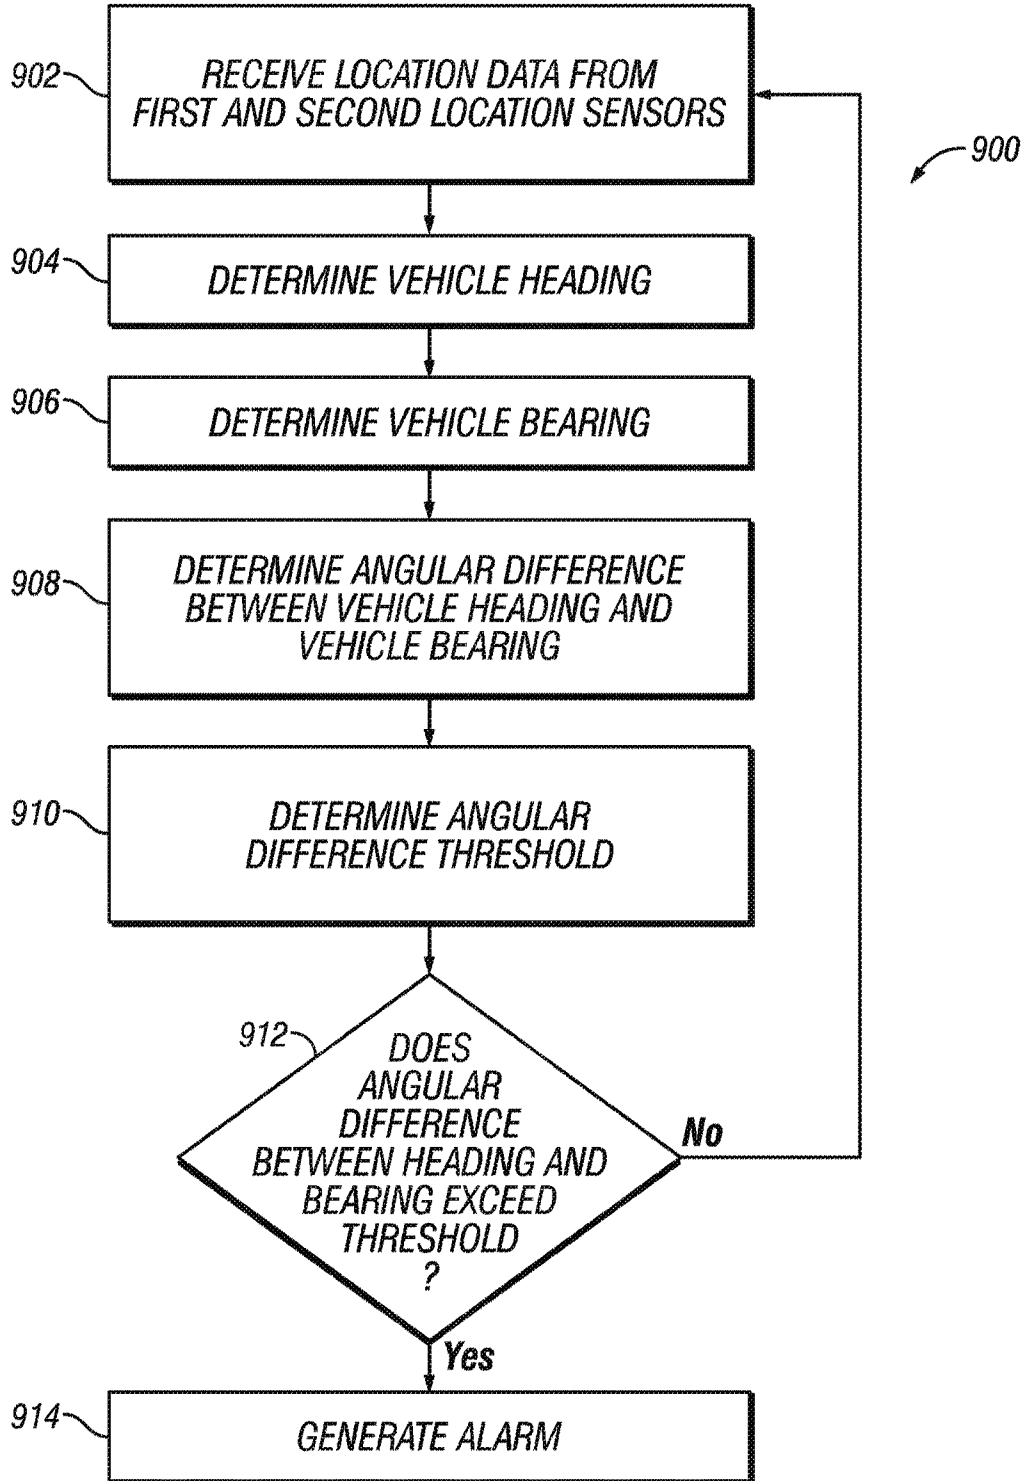 902
RECEIVE LOCATION DATA FROM
FIRST AND SECOND LOCATION SENSORS
900
904
DETERMINE VEHICLE HEADING
906
DETERMINE VEHICLE BEARING
908
DETERMINE ANGULAR DIFFERENCE
BETWEEN VEHICLE HEADING AND
VEHICLE BEARING
910
DETERMINE ANGULAR
DIFFERENCE THRESHOLD
912
DOES
ANGULAR
DIFFERENCE
BETWEEN HEADING AND
BEARING EXCEED
THRESHOLD
?
No
Yes
914
GENERATE ALARM